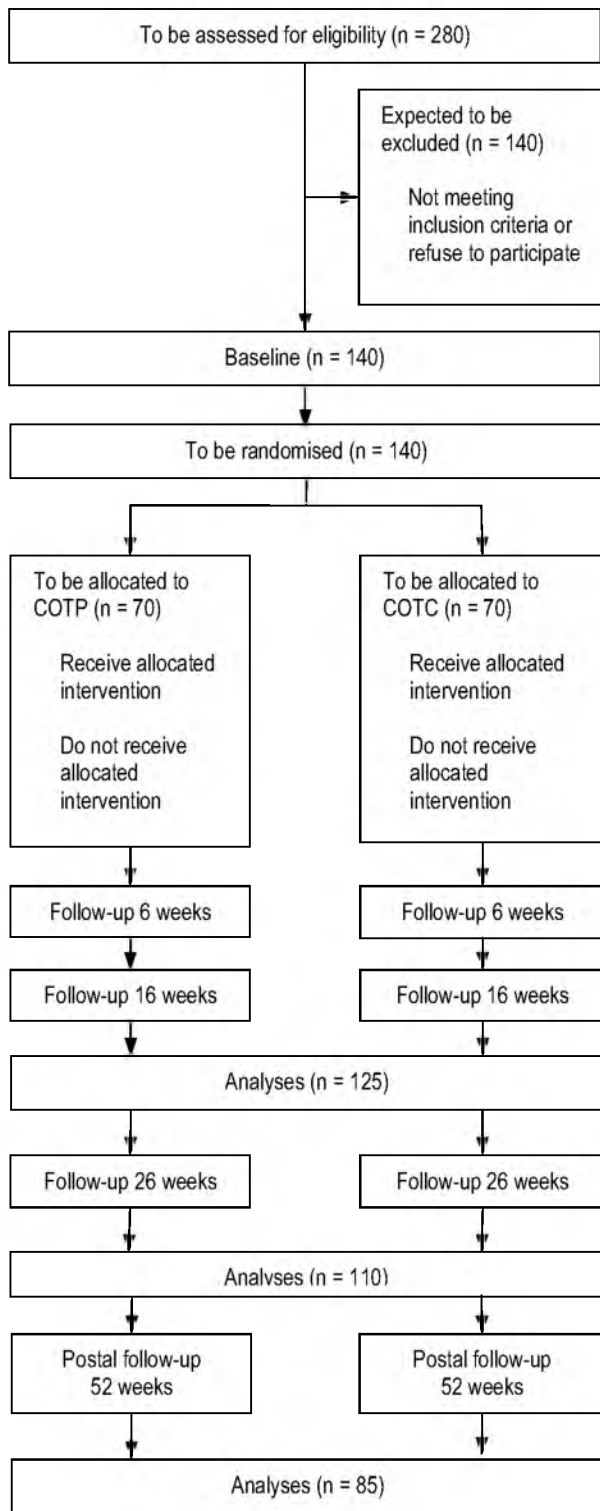 To be assessed for eligibility (n = 280)
Expected to be
excluded (n = 140)
Not meeting
inclusion criteria or
refuse to participate
Baseline (n = 140)
To be randomised (n = 140)
To be allocated to
COTP (n = 70)
Receive allocated
intervention
Do not receive
allocated
intervention
To be allocated to
COTC (n = 70)
Receive allocated
intervention
Do not receive
allocated
intervention
Follow-up 6 weeks
Follow-up 6 weeks
Follow-up 16 weeks
Follow-up 16 weeks
Analyses (n = 125)
Follow-up 26 weeks
Follow-up 26 weeks
Analyses (n = 110)
Postal follow-up
52 weeks
Postal follow-up
52 weeks
Analyses (n = 85)